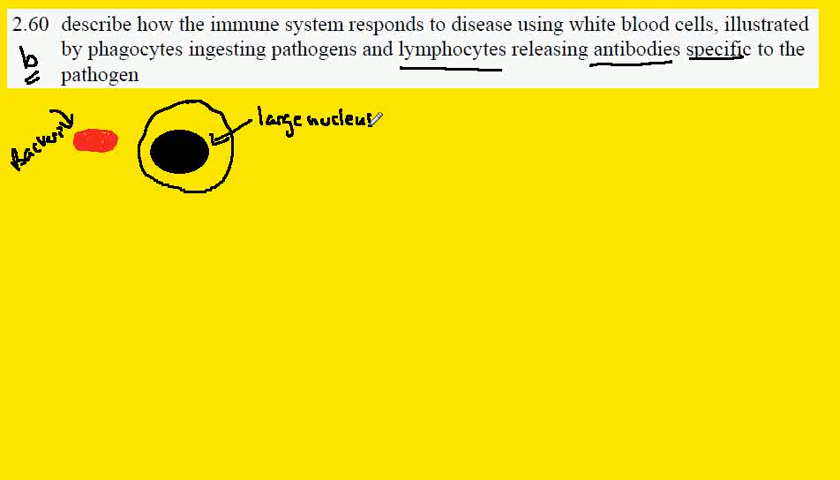 2.60 describe how the immune system responds to disease using white blood cells, illustrated
by phagocytes ingesting pathogens and lymphocytes releasing antibodies specific to the
b
pathogen
large nucleus
Bacteria